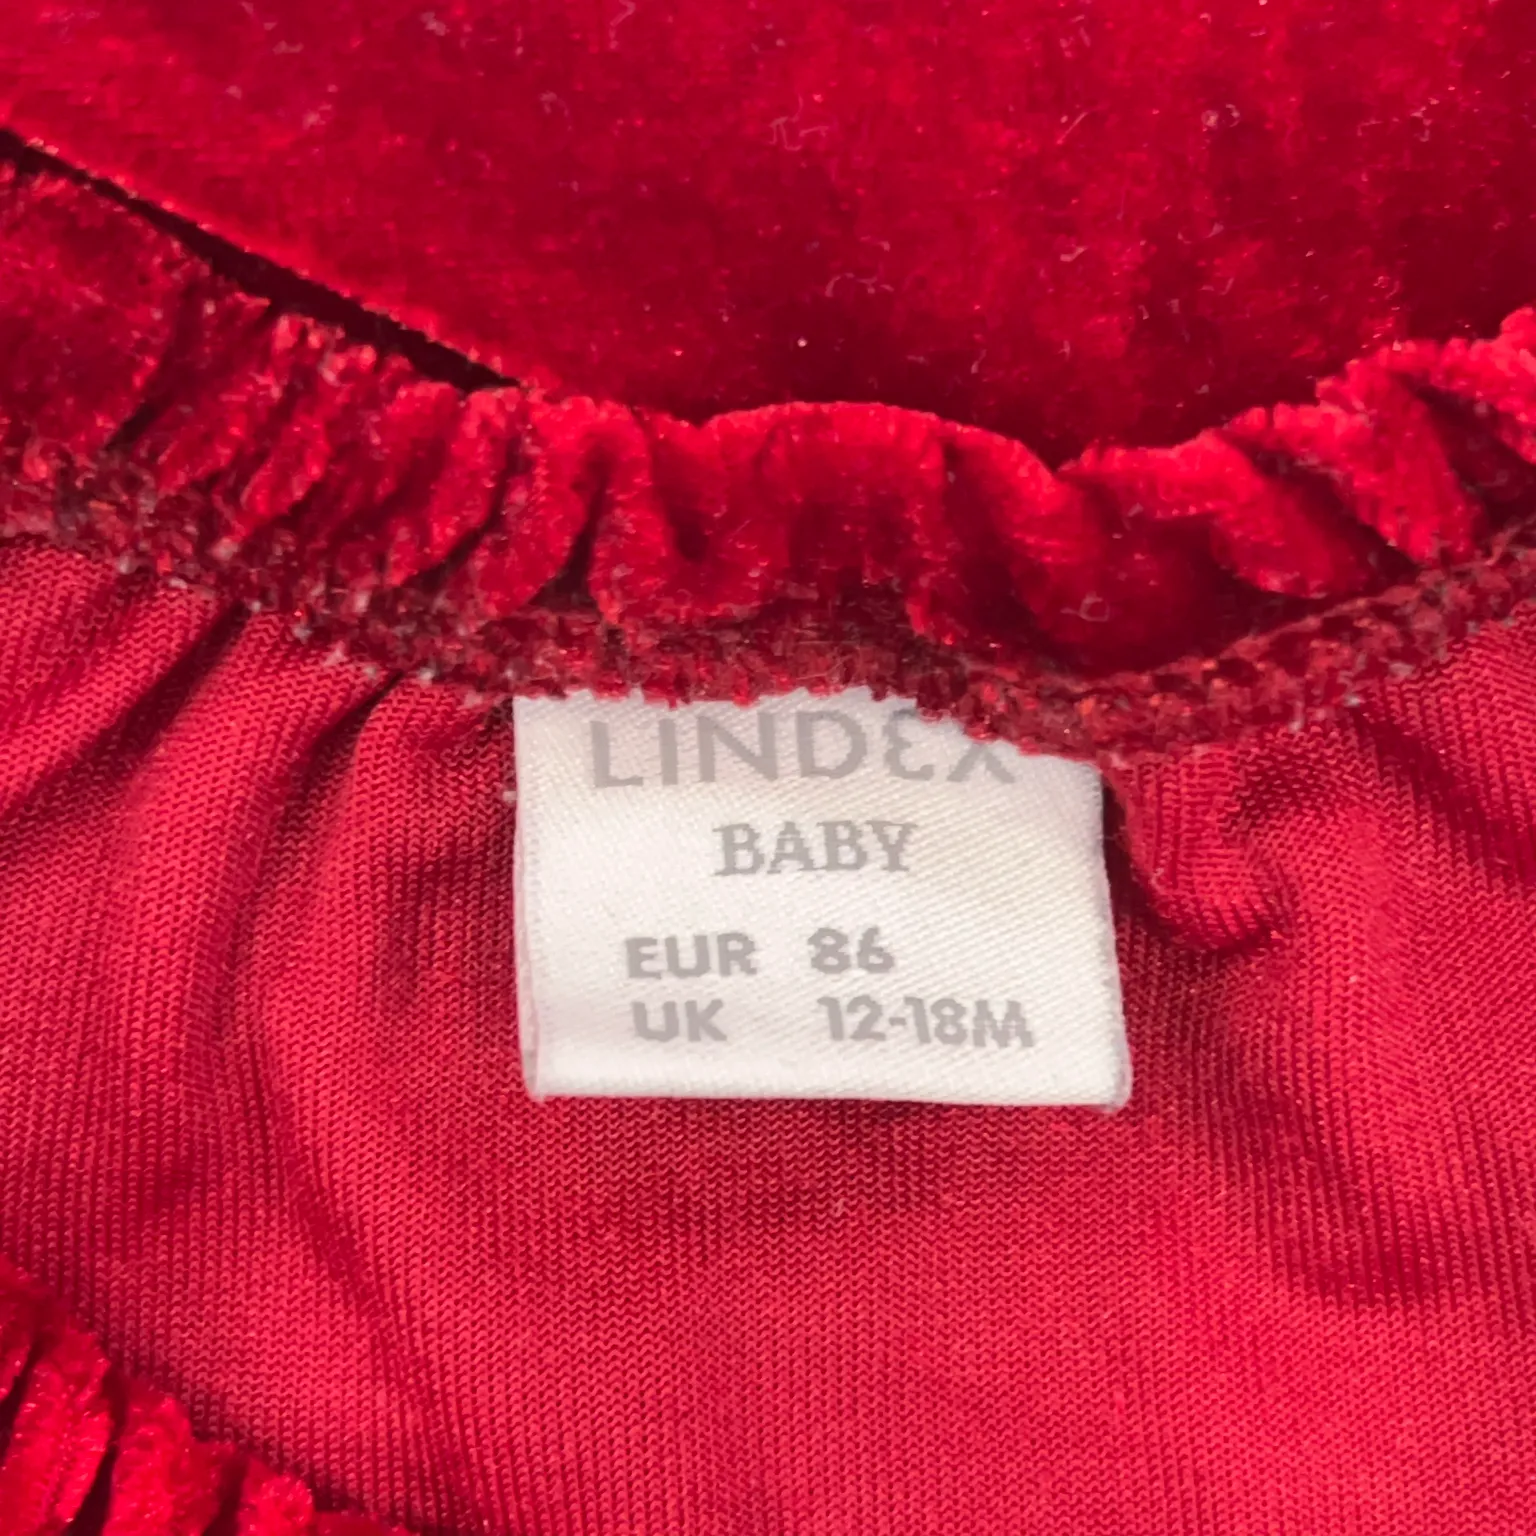 LINDEX
BABY
EUR 86
UK 12-18M